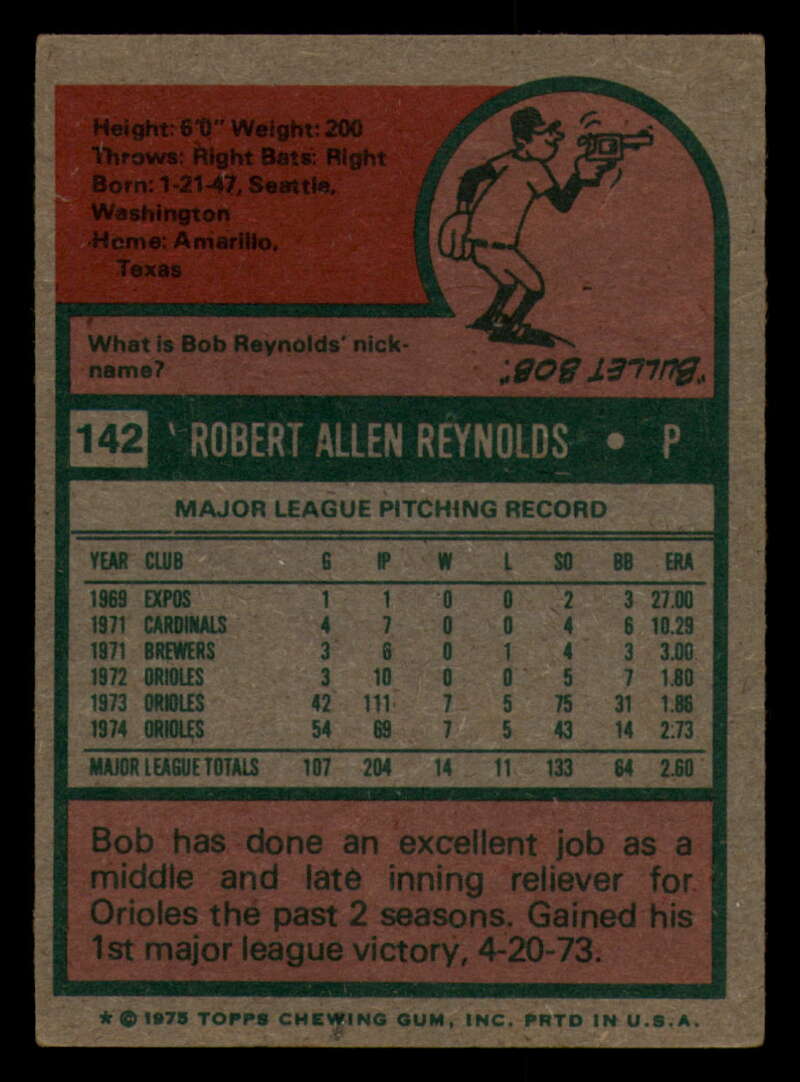 Height: 6'0" Weight: 200
Throws: Right Bats: Right
Born: 1-21-47, Seattle,
Washington
Home: Amarillo,
Texas
What is Bob Reynolds' nick-
name?
"BULLET BOB."
142 ROBERT ALLEN REYNOLDS • P
MAJOR LEAGUE PITCHING RECORD
YEAR CLUB G IP W L SO BB ERA
1969 EXPOS 1 1 0 0 2 3 27.00
1971 CARDINALS 4 7 0 0 4 6 10.29
1971 BREWERS 3 6 0 1 4 3 3.00
1972 ORIOLES 3 10 0 0 5 7 1.80
1973 ORIOLES 42 111 7 5 75 31 1.86
1974 ORIOLES 54 69 7 5 43 14 2.73
MAJOR LEAGUE TOTALS 107 204 14 11 133 64 2.60
Bob has done an excellent job as a
middle and late inning reliever for
Orioles the past 2 seasons. Gained his
1st major league victory, 4-20-73.
* © 1975 TOPPS CHEWING GUM, INC. PRTD IN U.S.A.